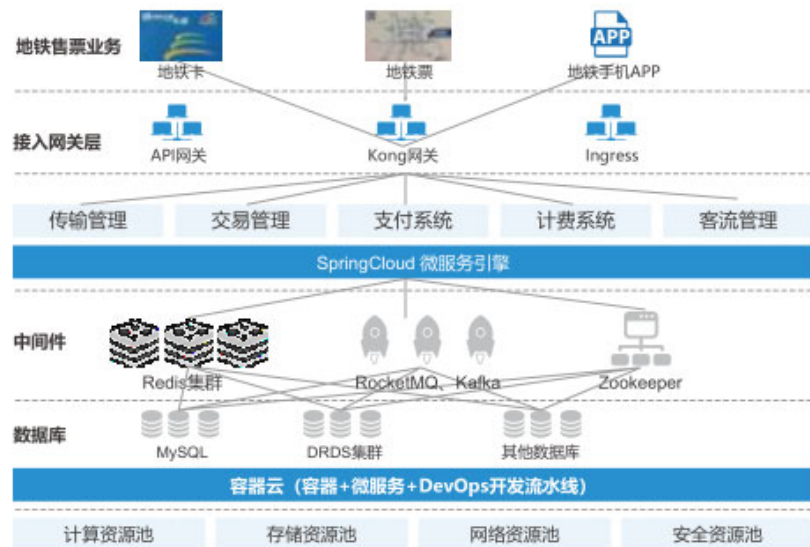 地铁售票业务
APP
地铁卡
地铁票
地铁手机APP
接入网关层
API网关
Kong网关
Ingress
传输管理
交易管理
支付系统
计费系统
客流管理
SpringCloud 微服务引擎
中间件
Redis集群
RocketMQ、Kafka
Zookeeper
数据库
MySQL
DRDS集群
其他数据库
容器云（容器+微服务+DevOps开发流水线）
计算资源池
存储资源池
网络资源池
安全资源池